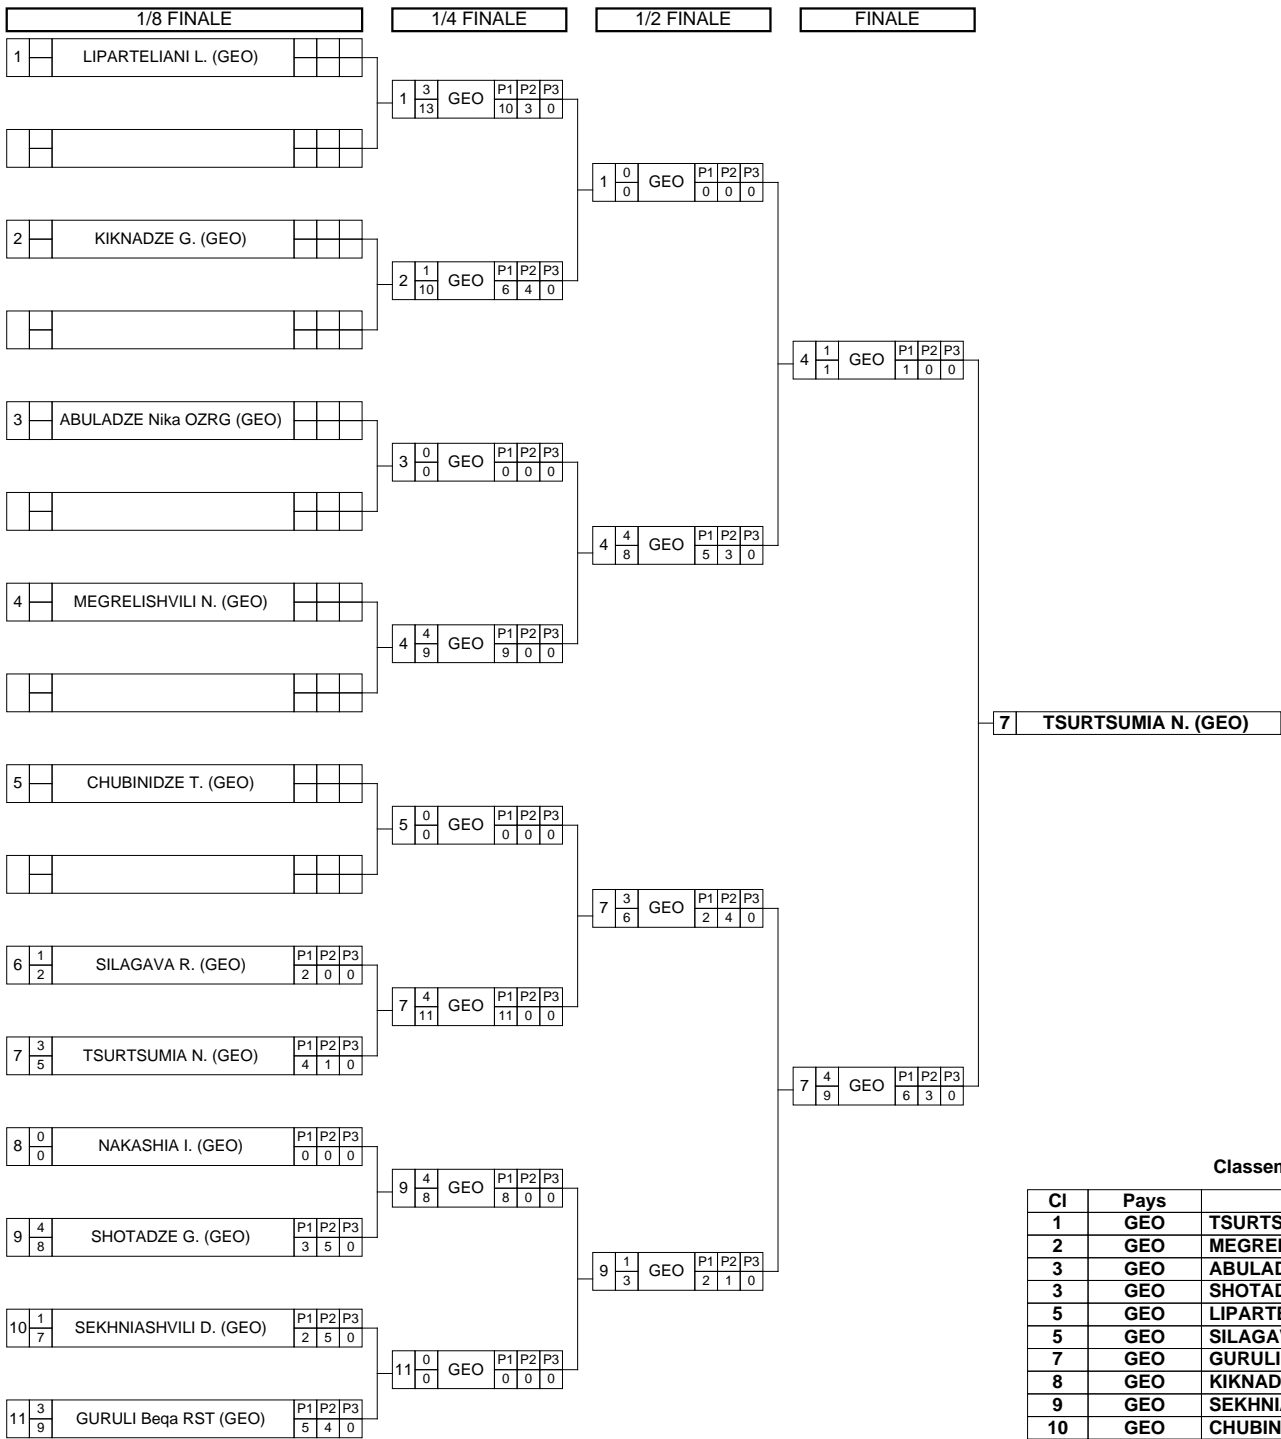 1/8 FINALE 1/4 FINALE 1/2 FINALE FINALE
1 LIPARTELIANI L. (GEO)
1 3 13 GEO P1 P2 P3 10 3 0
1 0 0 GEO P1 P2 P3 0 0 0
2 KIKNADZE G. (GEO)
2 1 10 GEO P1 P2 P3 6 4 0
4 1 1 GEO P1 P2 P3 1 0 0
3 ABULADZE Nika OZRG (GEO)
3 0 0 GEO P1 P2 P3 0 0 0
4 4 8 GEO P1 P2 P3 5 3 0
4 MEGRELISHVILI N. (GEO)
4 4 9 GEO P1 P2 P3 9 0 0
7 TSURTSUMIA N. (GEO)
5 CHUBINIDZE T. (GEO)
5 0 0 GEO P1 P2 P3 0 0 0
7 3 6 GEO P1 P2 P3 2 4 0
6 1 2 SILAGAVA R. (GEO) P1 P2 P3 2 0 0
7 4 11 GEO P1 P2 P3 11 0 0
7 3 5 TSURTSUMIA N. (GEO) P1 P2 P3 4 1 0
7 4 9 GEO P1 P2 P3 6 3 0
8 0 0 NAKASHIA I. (GEO) P1 P2 P3 0 0 0
9 4 8 GEO P1 P2 P3 8 0 0
9 4 8 SHOTADZE G. (GEO) P1 P2 P3 3 5 0
9 1 3 GEO P1 P2 P3 2 1 0
10 1 7 SEKHNIASHVILI D. (GEO) P1 P2 P3 2 5 0
11 0 0 GEO P1 P2 P3 0 0 0
11 3 9 GURULI Beqa RST (GEO) P1 P2 P3 5 4 0
Classem
Cl Pays
1 GEO TSURTS
2 GEO MEGREL
3 GEO ABULAD
3 GEO SHOTAD
5 GEO LIPARTE
5 GEO SILAGAV
7 GEO GURULI
8 GEO KIKNAD
9 GEO SEKHNIA
10 GEO CHUBIN